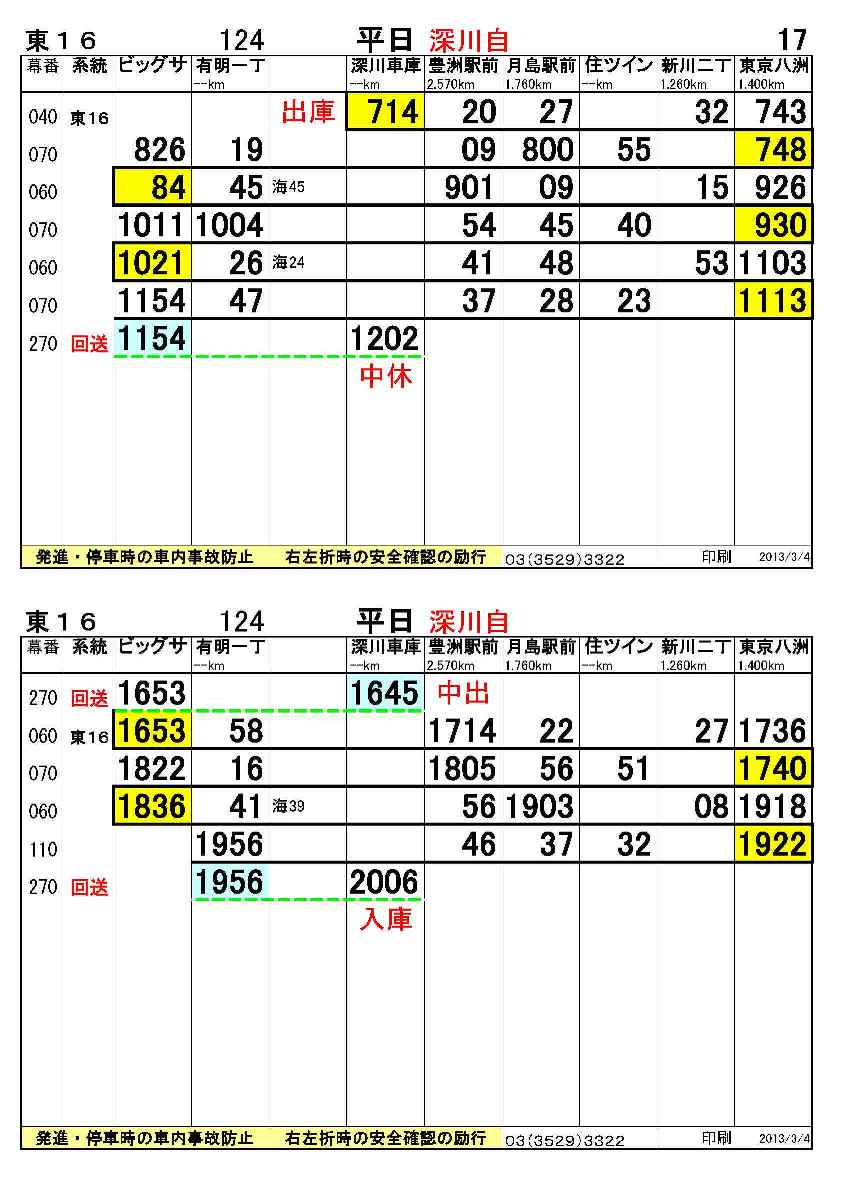 東１６ 124 平日 深川自 17
幕番 系統 ビッグサ 有明一丁 深川車庫 豊洲駅前 月島駅前 住ツイン 新川二丁 東京八洲
--km --km 2.570km 1.760km --km 1.260km 1.400km
040 東16 出庫 714 20 27 32 743
070 826 19 09 800 55 748
060 84 45 海45 901 09 15 926
070 1011 1004 54 45 40 930
060 1021 26 海24 41 48 53 1103
070 1154 47 37 28 23 1113
270 回送 1154 1202
中休
発進・停車時の車内事故防止 右左折時の安全確認の励行 03(3529)3322 印刷 2013/3/4
東１６ 124 平日 深川自
幕番 系統 ビッグサ 有明一丁 深川車庫 豊洲駅前 月島駅前 住ツイン 新川二丁 東京八洲
--km --km 2.570km 1.760km --km 1.260km 1.400km
270 回送 1653 1645 中出
060 東16 1653 58 1714 22 27 1736
070 1822 16 1805 56 51 1740
060 1836 41 海39 56 1903 08 1918
110 1956 46 37 32 1922
270 回送 1956 2006
入庫
発進・停車時の車内事故防止 右左折時の安全確認の励行 03(3529)3322 印刷 2013/3/4